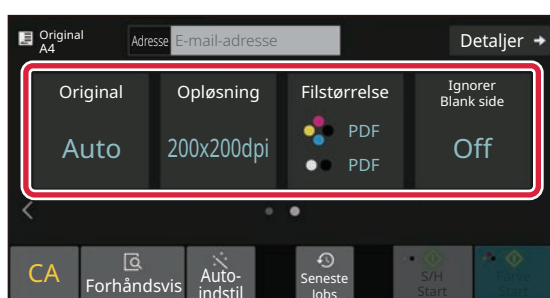 Original
A4
Adresse E-mail-adresse
Detaljer
Original
Opløsning
Filstørrelse
Ignorer
Blank side
Auto
200x200dpi
PDF
PDF
Off
CA
Forhåndsvis
Auto-
indstil
Seneste
Jobs
S/H
Start
Farve
Start